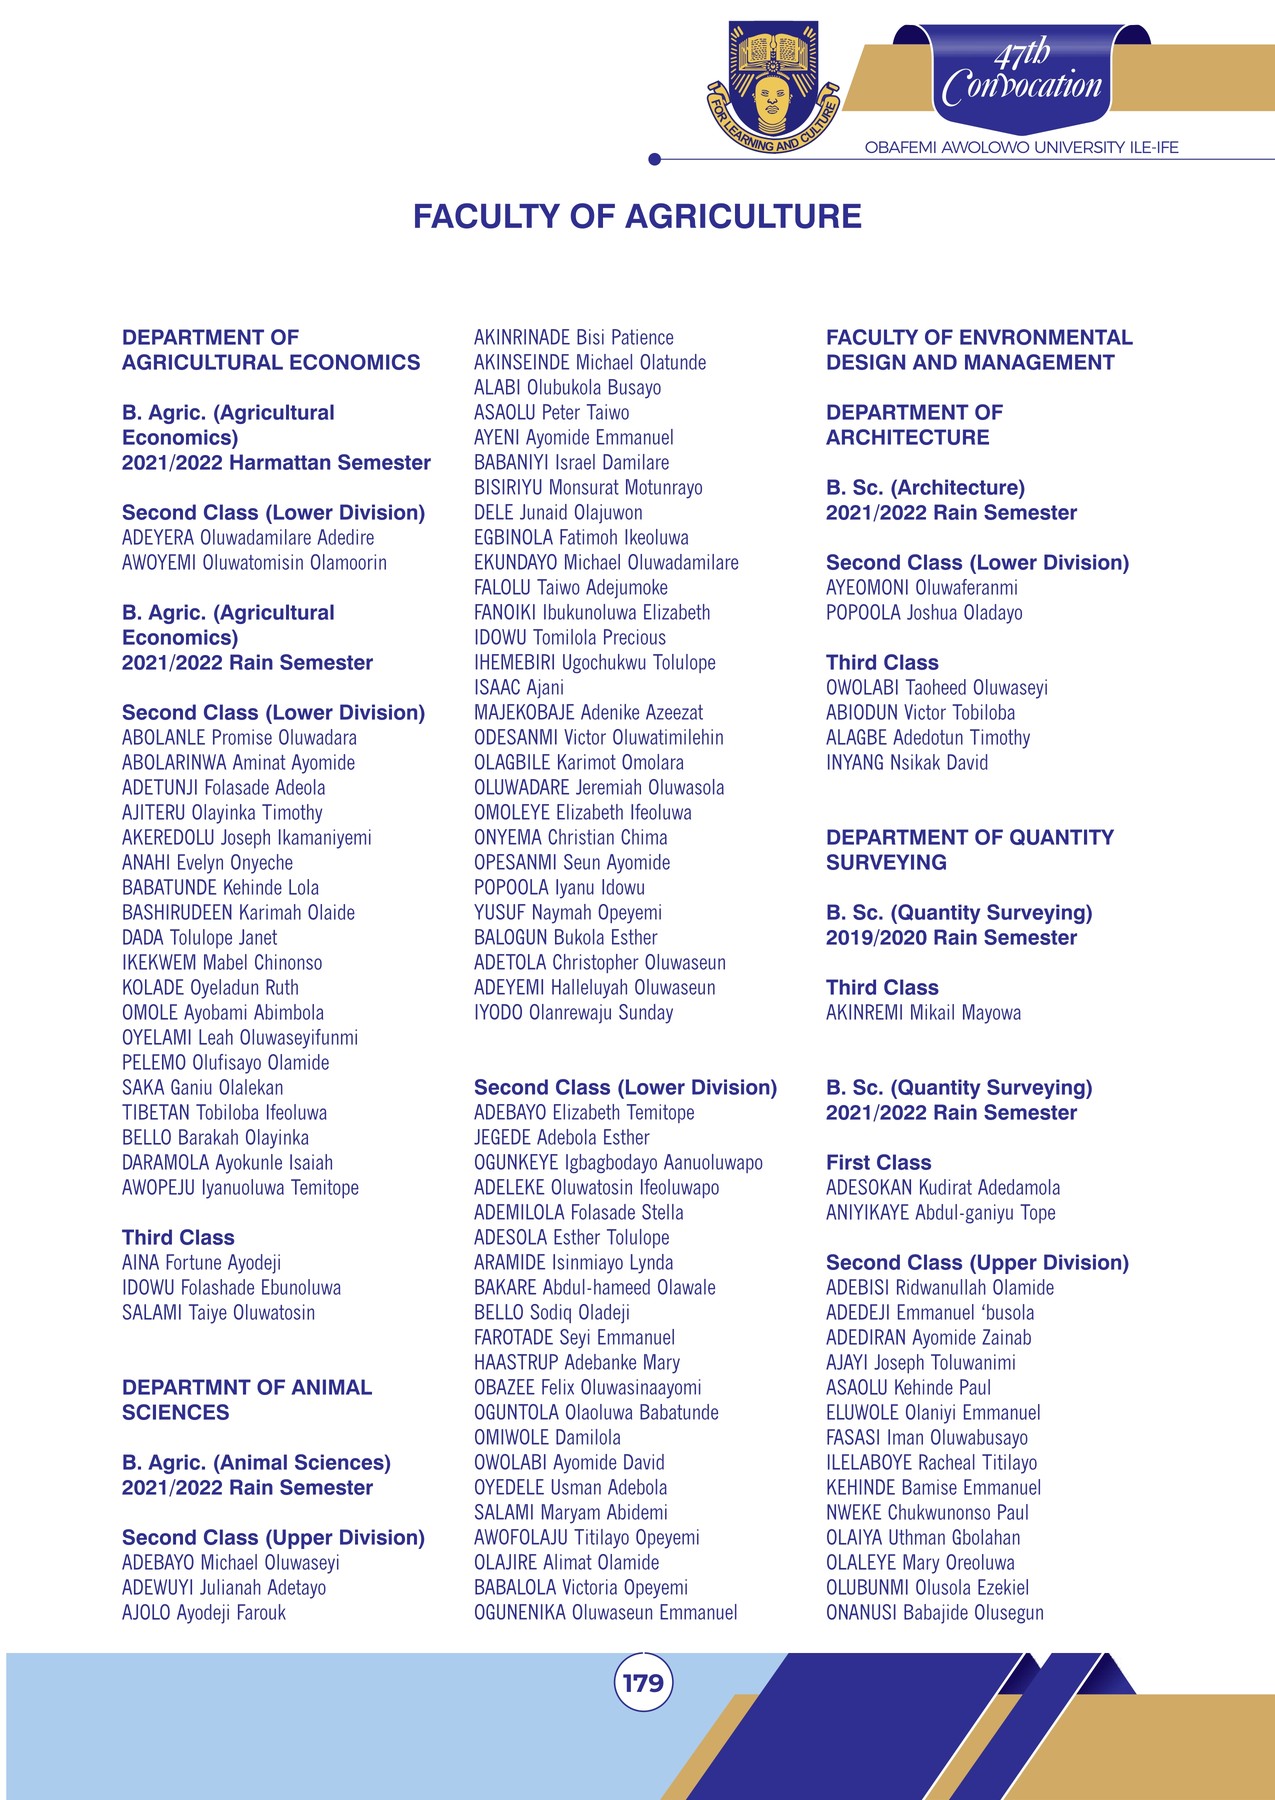 FOR LEARNING AND CULTURE
47th
Convocation
OBAFEMI AWOLOWO UNIVERSITY ILE-IFE
FACULTY OF AGRICULTURE
DEPARTMENT OF
AGRICULTURAL ECONOMICS
B. Agric. (Agricultural
Economics)
2021/2022 Harmattan Semester
Second Class (Lower Division)
ADEYERA Oluwadamilare Adedire
AWOYEMI Oluwatomisin Olamoorin
B. Agric. (Agricultural
Economics)
2021/2022 Rain Semester
Second Class (Lower Division)
ABOLANLE Promise Oluwadara
ABOLARINWA Aminat Ayomide
ADETUNJI Folasade Adeola
AJITERU Olayinka Timothy
AKEREDOLU Joseph Ikamaniyemi
ANAHI Evelyn Onyeche
BABATUNDE Kehinde Lola
BASHIRUDEEN Karimah Olaide
DADA Tolulope Janet
IKEKWEM Mabel Chinonso
KOLADE Oyeladun Ruth
OMOLE Ayobami Abimbola
OYELAMI Leah Oluwaseyifunmi
PELEMO Olufisayo Olamide
SAKA Ganiu Olalekan
TIBETAN Tobiloba Ifeoluwa
BELLO Barakah Olayinka
DARAMOLA Ayokunle Isaiah
AWOPEJU Iyanuoluwa Temitope
Third Class
AINA Fortune Ayodeji
IDOWU Folashade Ebunoluwa
SALAMI Taiye Oluwatosin
DEPARTMNT OF ANIMAL
SCIENCES
B. Agric. (Animal Sciences)
2021/2022 Rain Semester
Second Class (Upper Division)
ADEBAYO Michael Oluwaseyi
ADEWUYI Julianah Adetayo
AJOLO Ayodeji Farouk
AKINRINADE Bisi Patience
AKINSEINDE Michael Olatunde
ALABI Olubukola Busayo
ASAOLU Peter Taiwo
AYENI Ayomide Emmanuel
BABANIYI Israel Damilare
BISIRIYU Monsurat Motunrayo
DELE Junaid Olajuwon
EGBINOLA Fatimoh Ikeoluwa
EKUNDAYO Michael Oluwadamilare
FALOLU Taiwo Adejumoke
FANOIKI Ibukunoluwa Elizabeth
IDOWU Tomilola Precious
IHEMEBIRI Ugochukwu Tolulope
ISAAC Ajani
MAJEKOBAJE Adenike Azeezat
ODESANMI Victor Oluwatimilehin
OLAGBILE Karimot Omolara
OLUWADARE Jeremiah Oluwasola
OMOLEYE Elizabeth Ifeoluwa
ONYEMA Christian Chima
OPESANMI Seun Ayomide
POPOOLA Iyanu Idowu
YUSUF Naymah Opeyemi
BALOGUN Bukola Esther
ADETOLA Christopher Oluwaseun
ADEYEMI Halleluyah Oluwaseun
IYODO Olanrewaju Sunday
Second Class (Lower Division)
ADEBAYO Elizabeth Temitope
JEGEDE Adebola Esther
OGUNKEYE Igbagbodayo Aanuoluwapo
ADELEKE Oluwatosin Ifeoluwapo
ADEMILOLA Folasade Stella
ADESOLA Esther Tolulope
ARAMIDE Isinmiayo Lynda
BAKARE Abdul-hameed Olawale
BELLO Sodiq Oladeji
FAROTADE Seyi Emmanuel
HAASTRUP Adebanke Mary
OBAZEE Felix Oluwasinaayomi
OGUNTOLA Olaoluwa Babatunde
OMIWOLE Damilola
OWOLABI Ayomide David
OYEDELE Usman Adebola
SALAMI Maryam Abidemi
AWOFOLAJU Titilayo Opeyemi
OLAJIRE Alimat Olamide
BABALOLA Victoria Opeyemi
OGUNENIKA Oluwaseun Emmanuel
FACULTY OF ENVRONMENTAL
DESIGN AND MANAGEMENT
DEPARTMENT OF
ARCHITECTURE
B. Sc. (Architecture)
2021/2022 Rain Semester
Second Class (Lower Division)
AYEOMONI Oluwaferanmi
POPOOLA Joshua Oladayo
Third Class
OWOLABI Taoheed Oluwaseyi
ABIODUN Victor Tobiloba
ALAGBE Adedotun Timothy
INYANG Nsikak David
DEPARTMENT OF QUANTITY
SURVEYING
B. Sc. (Quantity Surveying)
2019/2020 Rain Semester
Third Class
AKINREMI Mikail Mayowa
B. Sc. (Quantity Surveying)
2021/2022 Rain Semester
First Class
ADESOKAN Kudirat Adedamola
ANIYIKAYE Abdul-ganiyu Tope
Second Class (Upper Division)
ADEBISI Ridwanullah Olamide
ADEDEJI Emmanuel ‘busola
ADEDIRAN Ayomide Zainab
AJAYI Joseph Toluwanimi
ASAOLU Kehinde Paul
ELUWOLE Olaniyi Emmanuel
FASASI Iman Oluwabusayo
ILELABOYE Racheal Titilayo
KEHINDE Bamise Emmanuel
NWEKE Chukwunonso Paul
OLAIYA Uthman Gbolahan
OLALEYE Mary Oreoluwa
OLUBUNMI Olusola Ezekiel
ONANUSI Babajide Olusegun
179